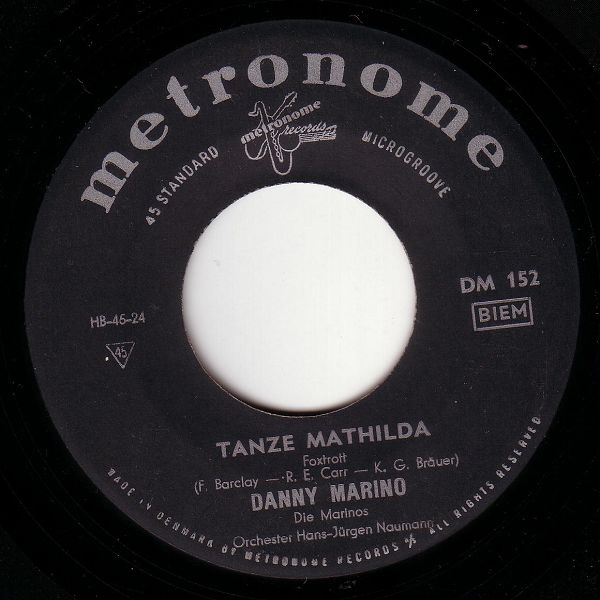 metronome
metronome
records
45 STANDARD
MICROGROOVE
DM 152
BIEM
HB-45-24
45
TANZE MATHILDA
Foxtrott
(F. Barclay — R. E. Carr — K. G. Bräuer)
DANNY MARINO
Die Marinos
Orchester Hans-Jürgen Naumann
MADE IN DENMARK BY METRONOME RECORDS A/S ALL RIGHTS RESERVED